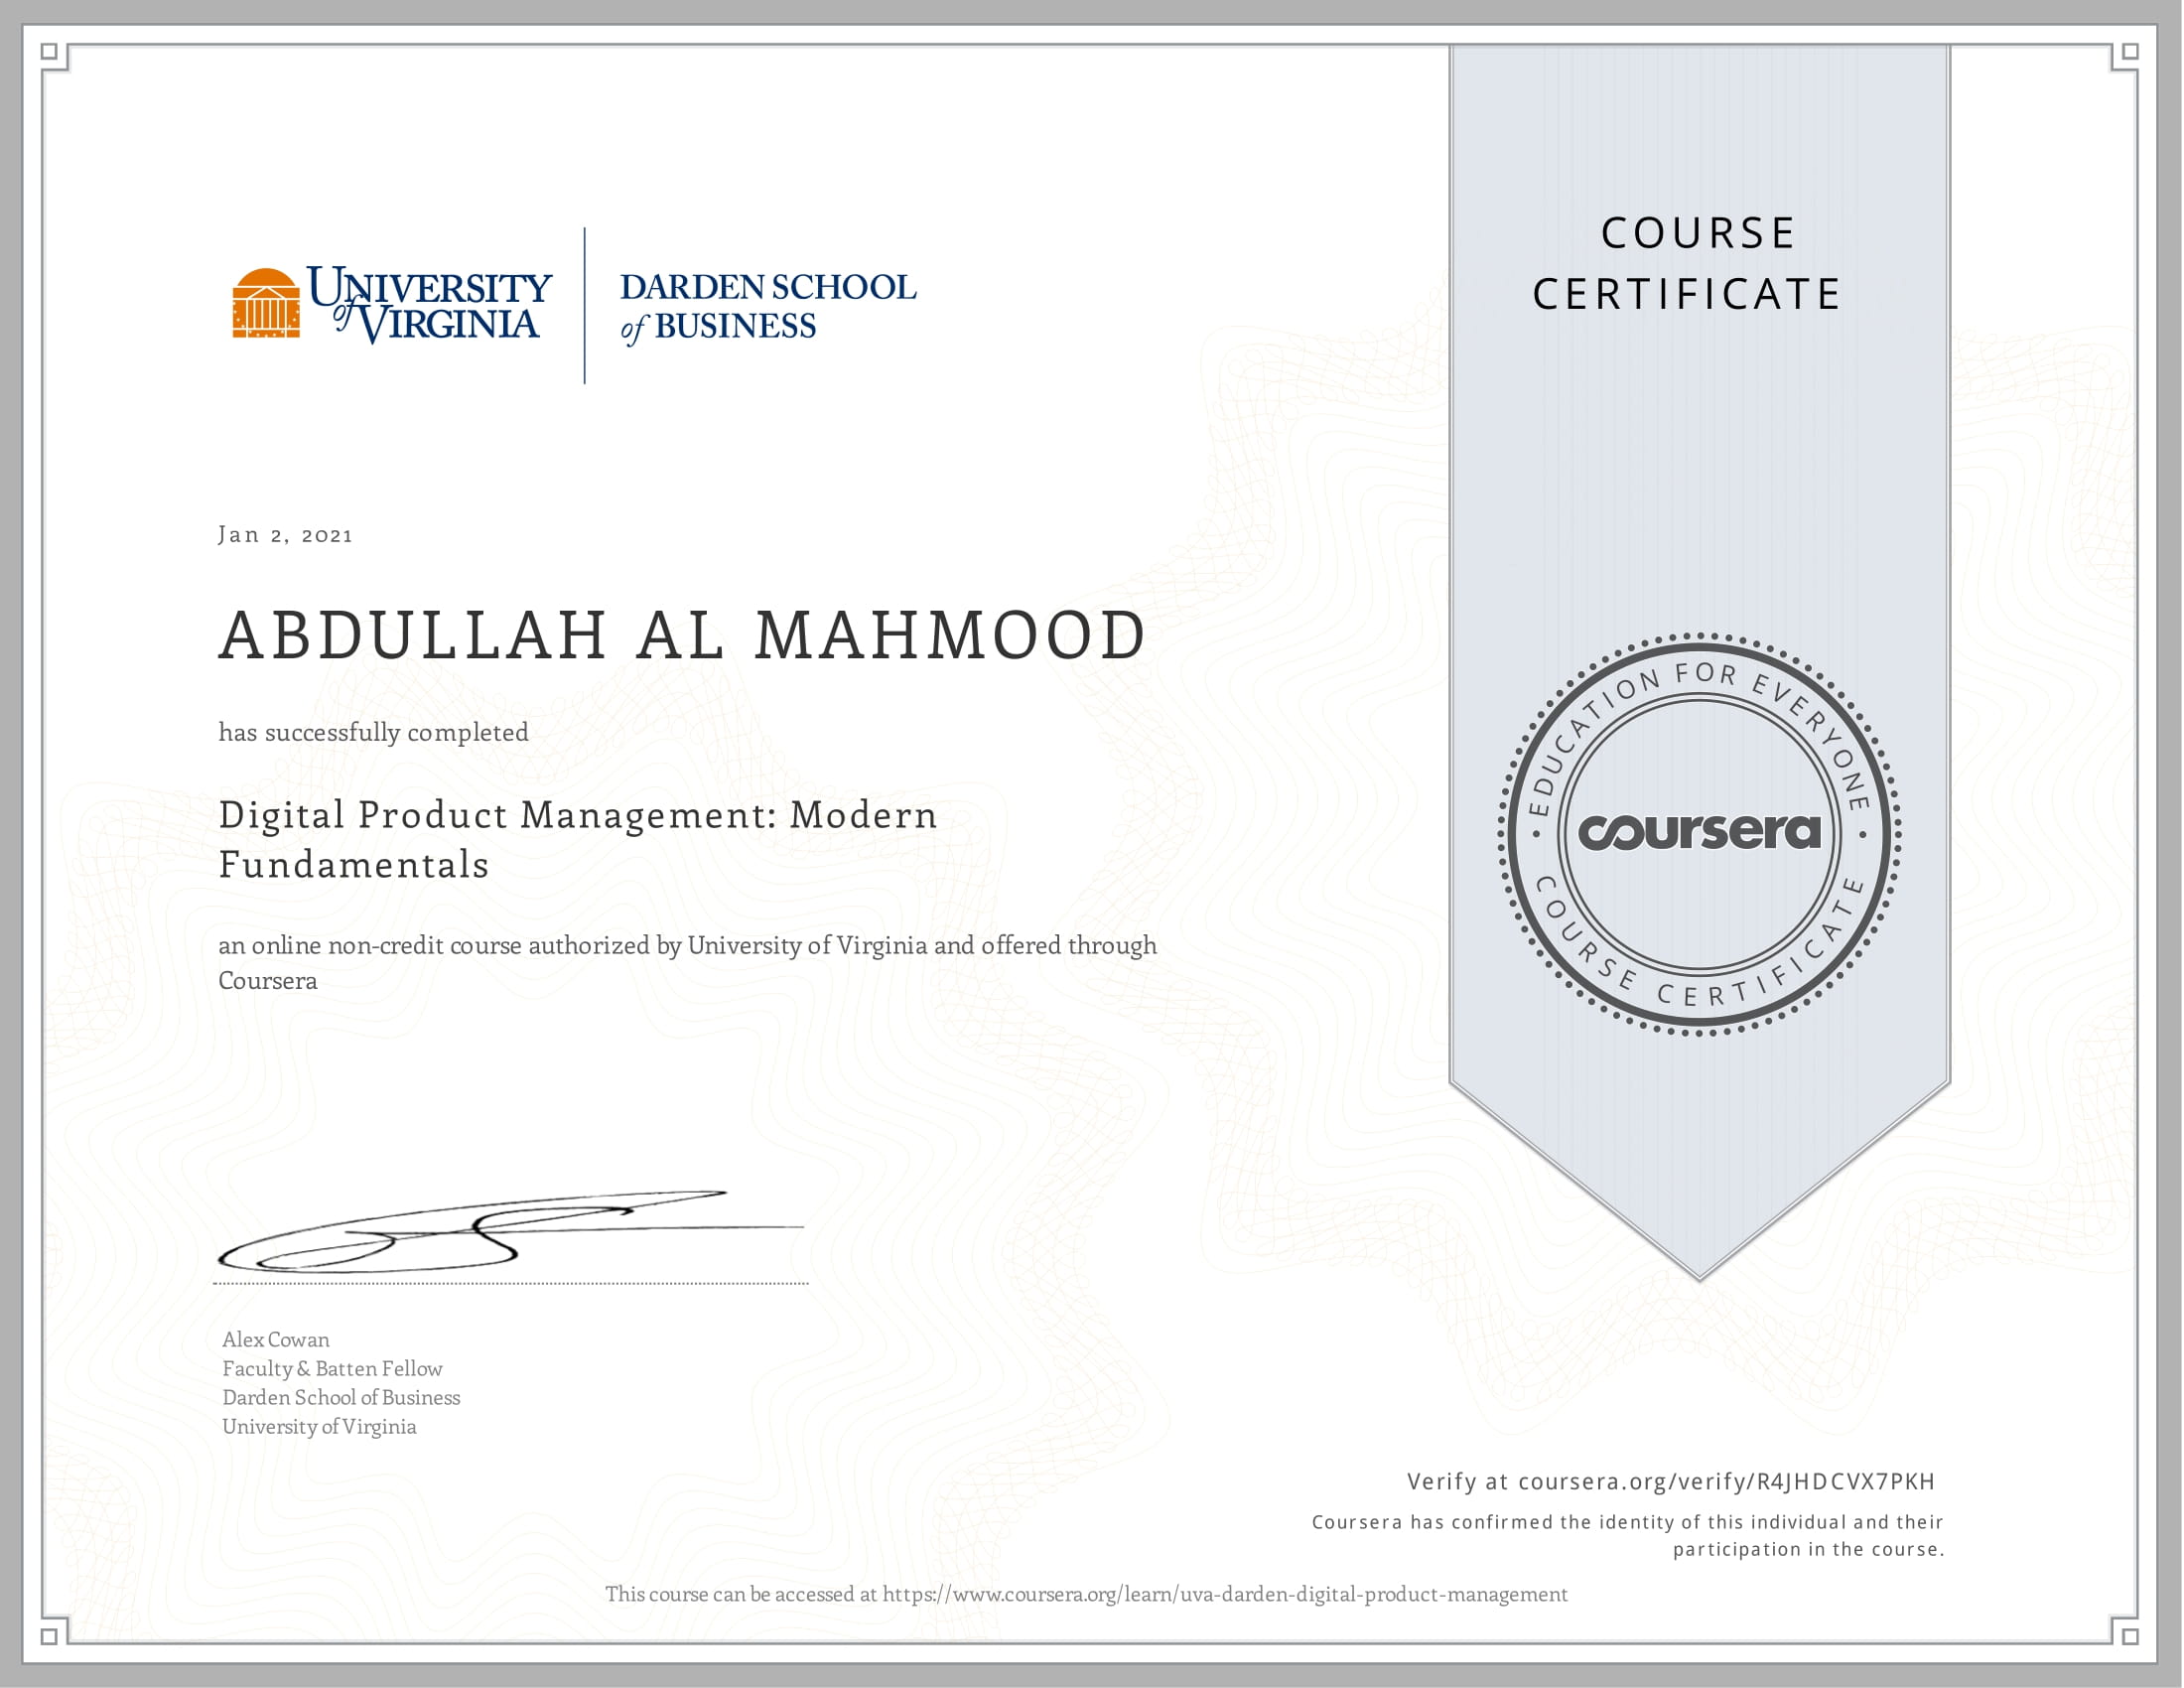 UNIVERSITY
of VIRGINIA
DARDEN SCHOOL
of BUSINESS
COURSE
CERTIFICATE
Jan 2, 2021
ABDULLAH AL MAHMOOD
has successfully completed
Digital Product Management: Modern
Fundamentals
an online non-credit course authorized by University of Virginia and offered through
Coursera
EDUCATION FOR EVERYONE
coursera
COURSE CERTIFICATE
Alex Cowan
Faculty & Batten Fellow
Darden School of Business
University of Virginia
Verify at coursera.org/verify/R4JHDCVX7PKH
Coursera has confirmed the identity of this individual and their
participation in the course.
This course can be accessed at https://www.coursera.org/learn/uva-darden-digital-product-management